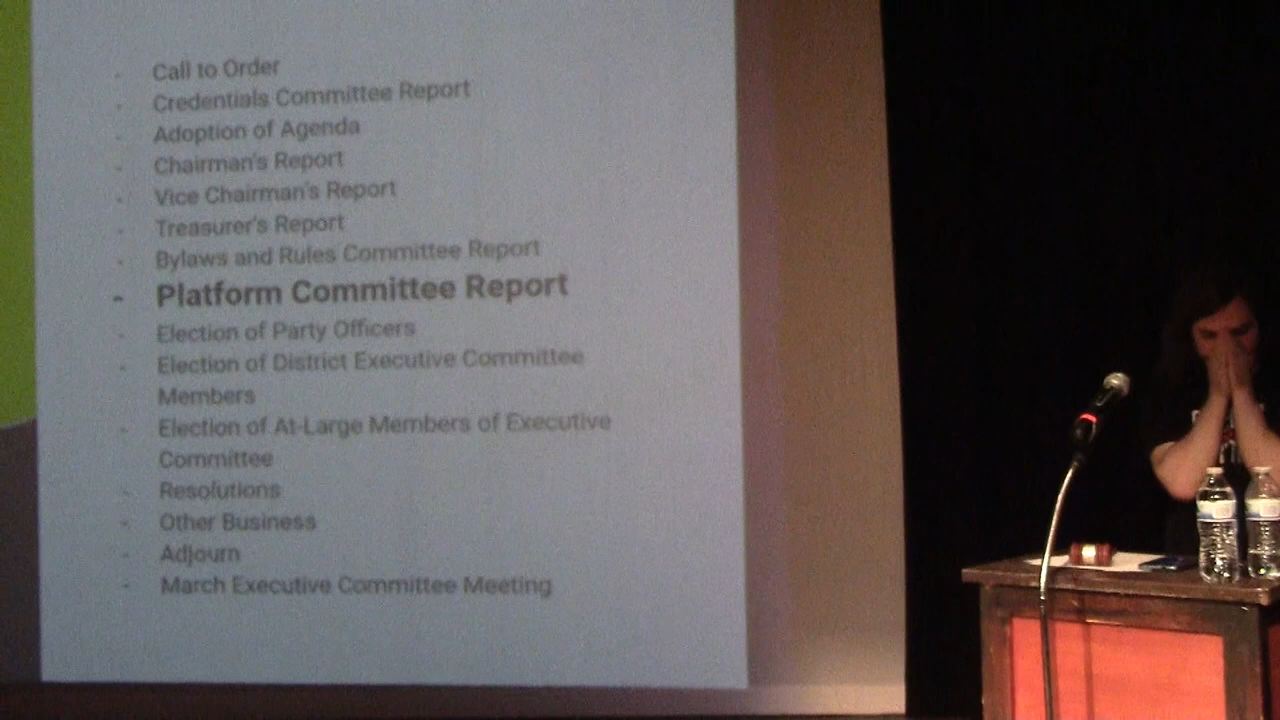 - Call to Order
- Credentials Committee Report
- Adoption of Agenda
- Chairman's Report
- Vice Chairman's Report
- Treasurer's Report
- Bylaws and Rules Committee Report
- Platform Committee Report
- Election of Party Officers
- Election of District Executive Committee
Members
- Election of At-Large Members of Executive
Committee
- Resolutions
- Other Business
- Adjourn
- March Executive Committee Meeting